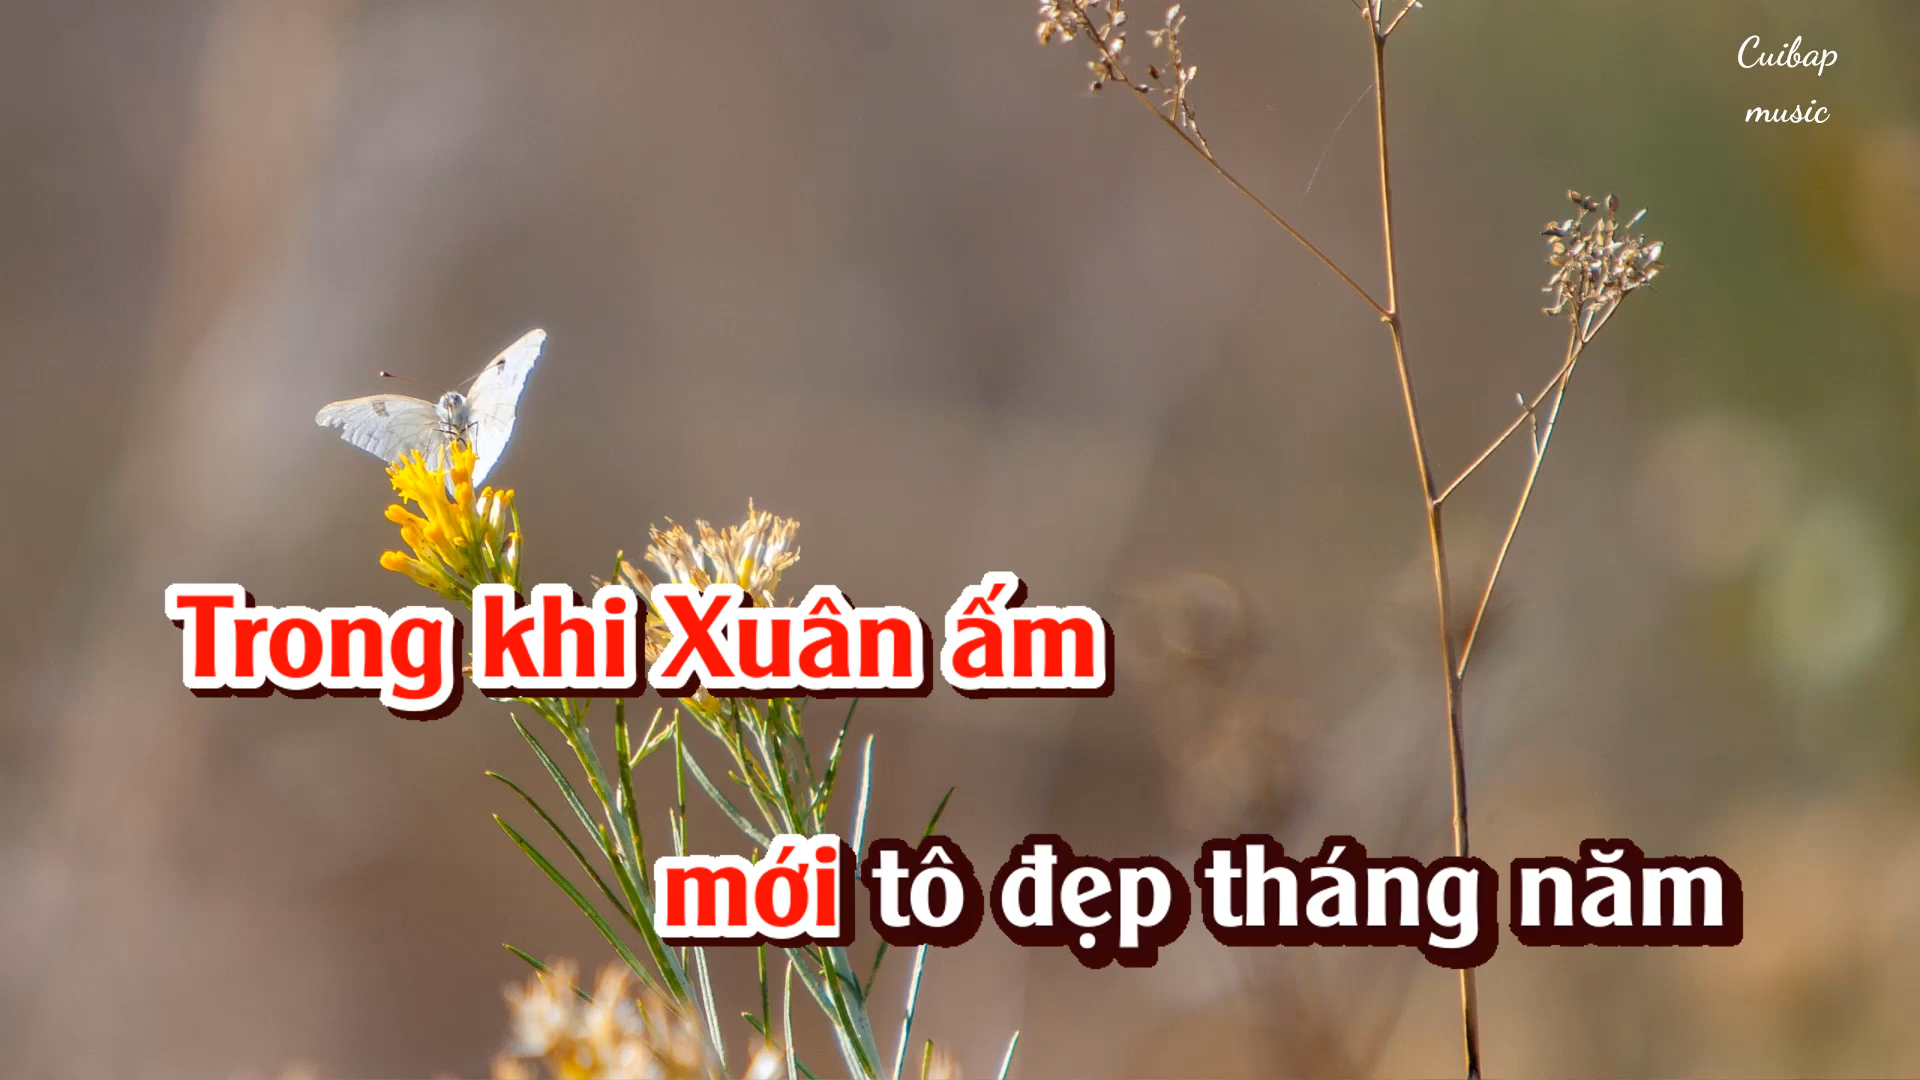 Cuibap
music
Trong khi Xuân ấm
mới tô đẹp tháng năm